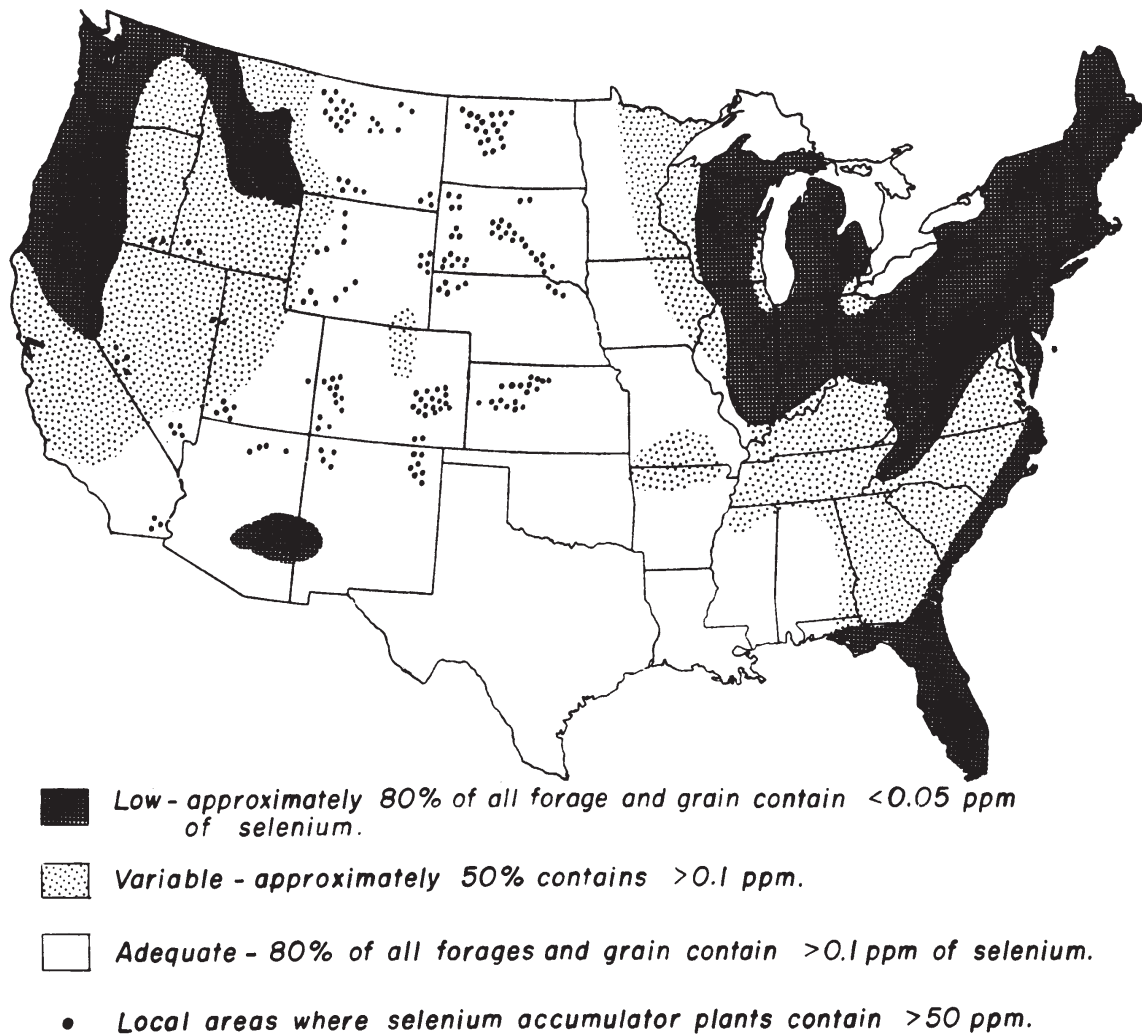 Low - approximately 80% of all forage and grain contain <0.05 ppm
of selenium.
Variable - approximately 50% contains >0.1 ppm.
Adequate - 80% of all forages and grain contain >0.1 ppm of selenium.
Local areas where selenium accumulator plants contain >50 ppm.